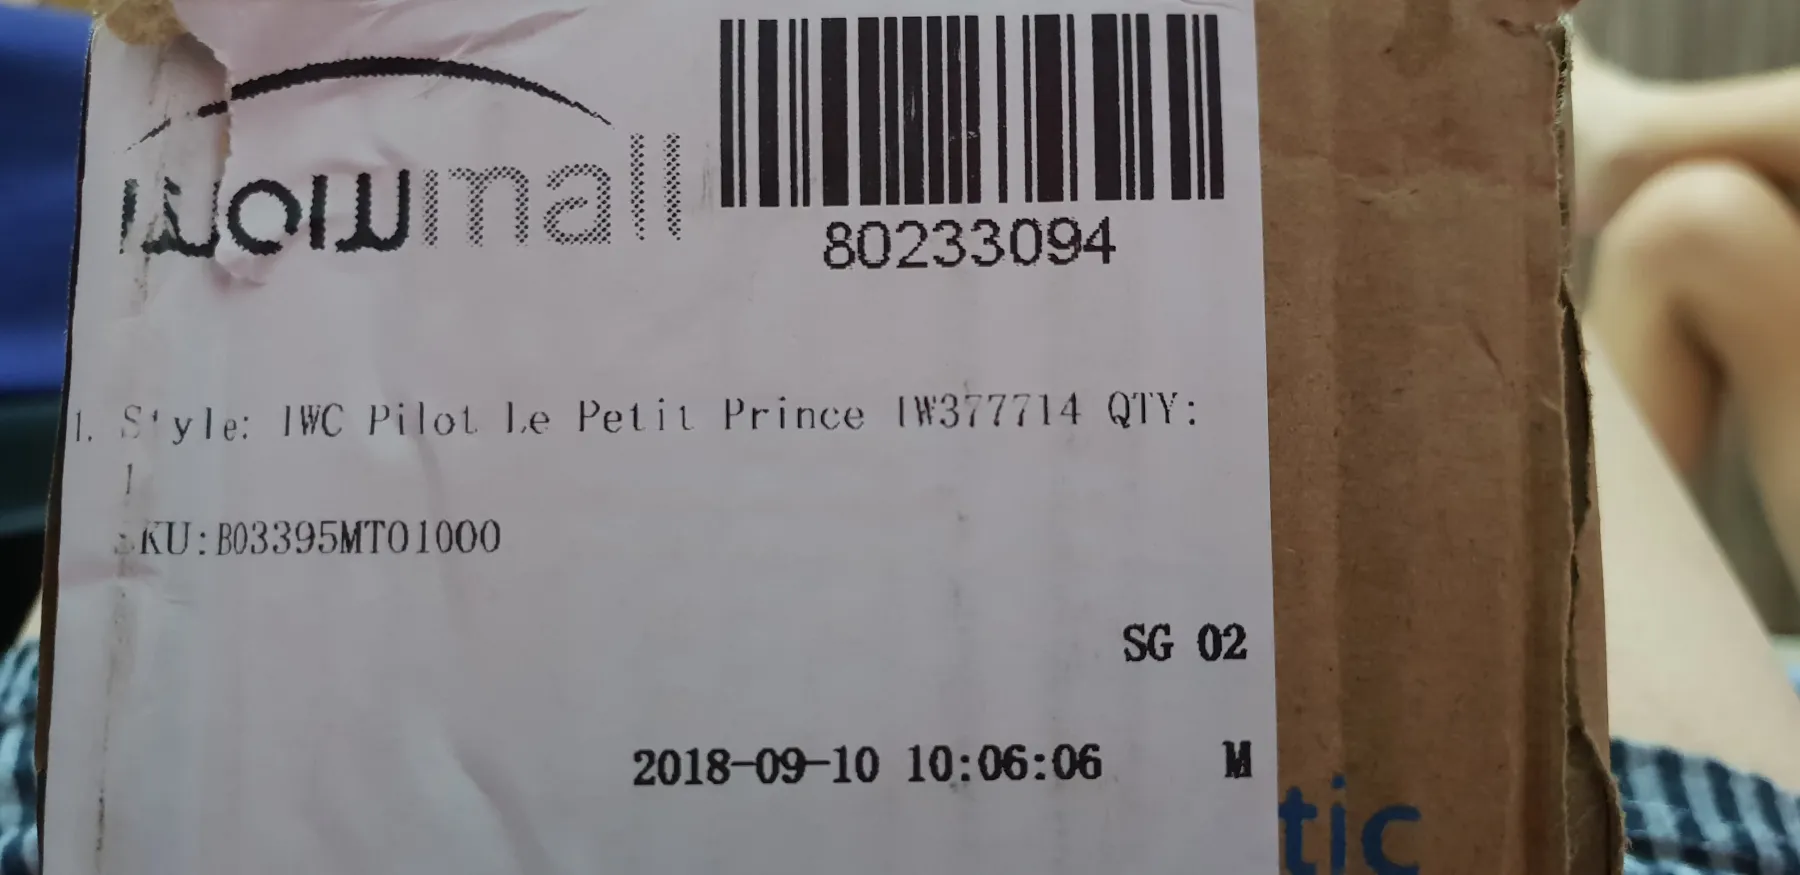 wowmall
80233094
1. Style: IWC Pilot Le Petit Prince IW377714 QTY:
1
SKU:B03395MT01000
SG 02
2018-09-10 10:06:06 M
tic